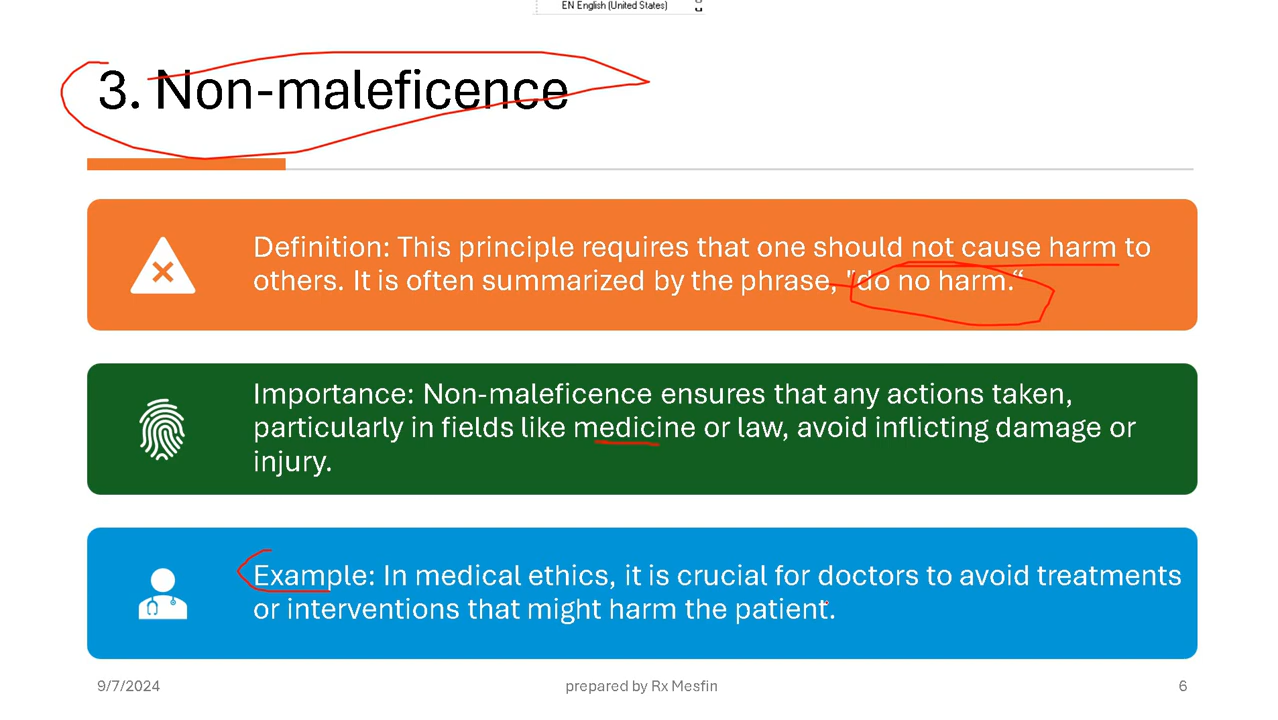 EN English (United States)
3. Non-maleficence
Definition: This principle requires that one should not cause harm to
others. It is often summarized by the phrase, "do no harm.“
Importance: Non-maleficence ensures that any actions taken,
particularly in fields like medicine or law, avoid inflicting damage or
injury.
Example: In medical ethics, it is crucial for doctors to avoid treatments
or interventions that might harm the patient.
9/7/2024
prepared by Rx Mesfin
6